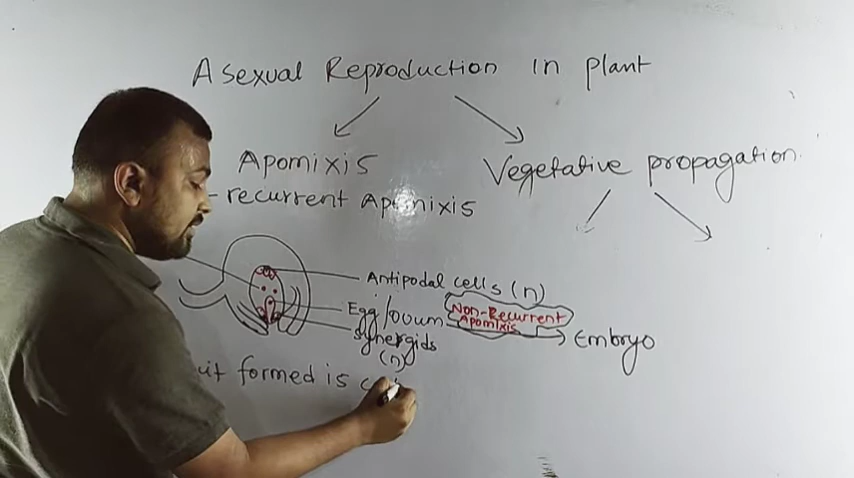 Asexual Reproduction in plant
Apomixis
Vegetative propagation
-recurrent Apomixis
Antipodal cells (n)
Egg/ovum
Non-Recurrent
Apomixis
Embryo
synergids
(n)
formed is